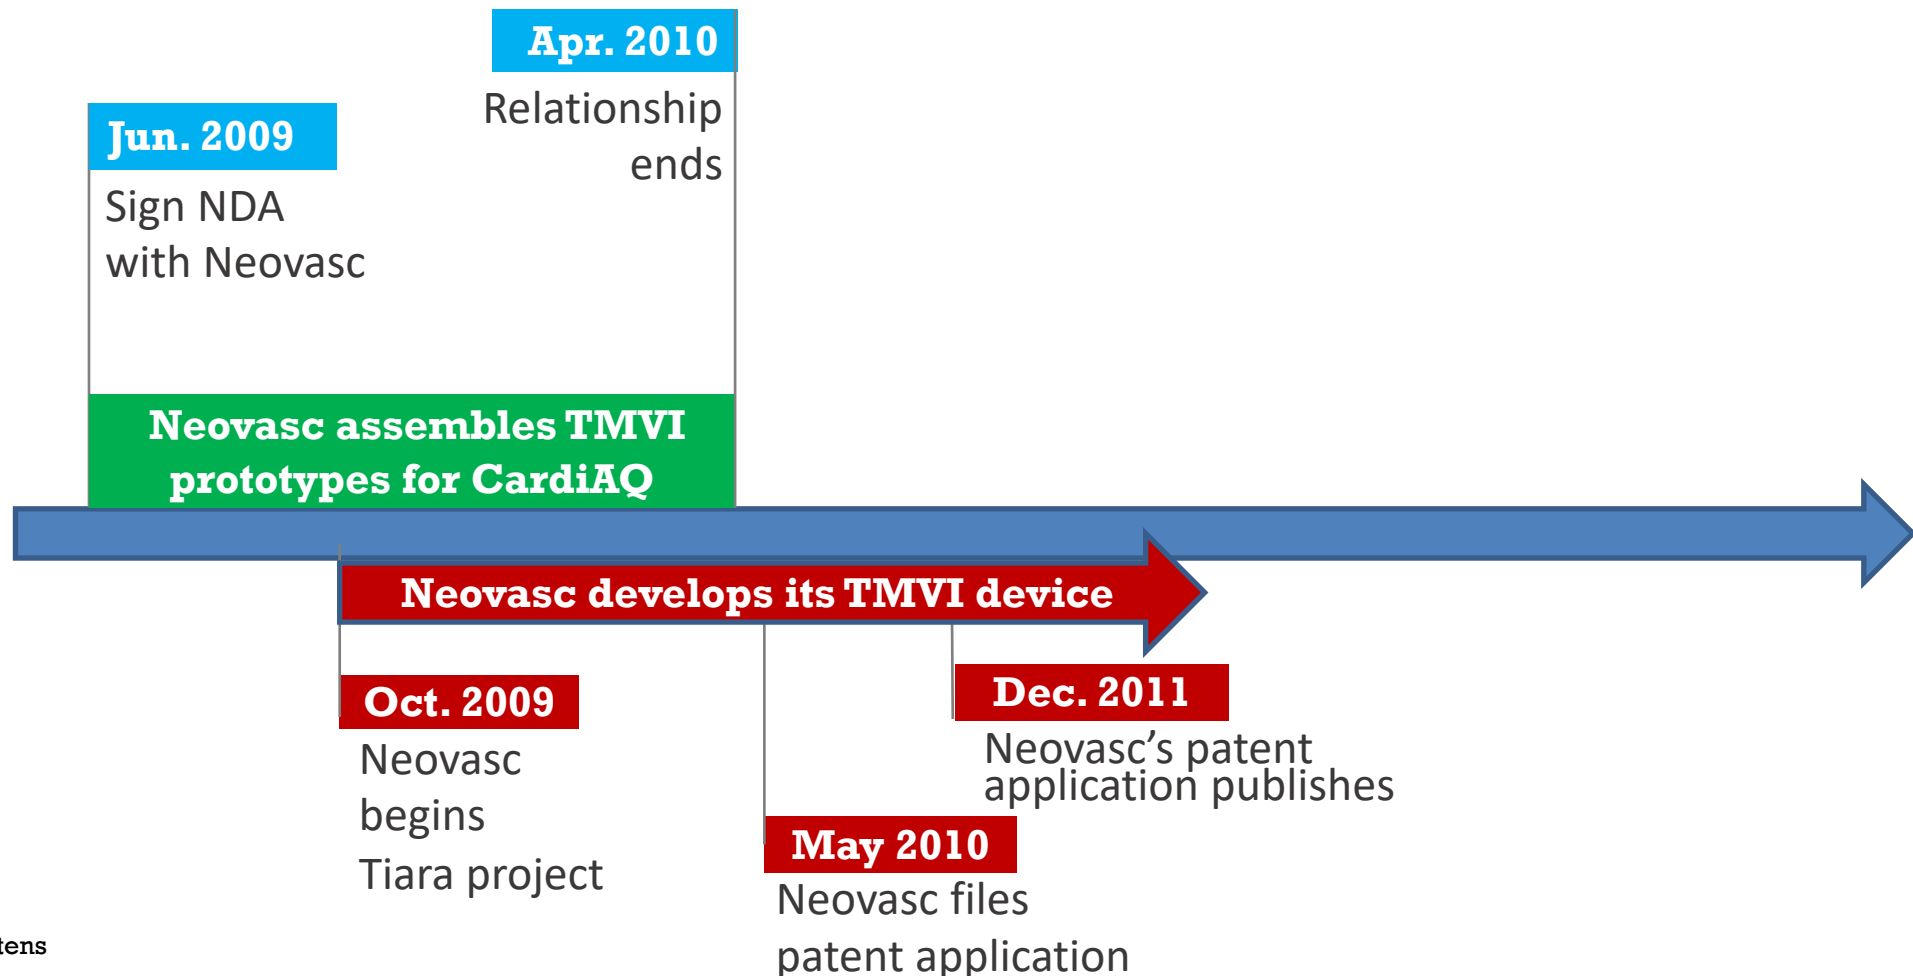 Apr. 2010
Relationship
ends
Jun. 2009
Sign NDA
with Neovasc
Neovasc assembles TMVI
prototypes for CardiAQ
Neovasc develops its TMVI device
Oct. 2009
Neovasc
begins
Tiara project
Dec. 2011
Neovasc’s patent
application publishes
May 2010
Neovasc files
patent application